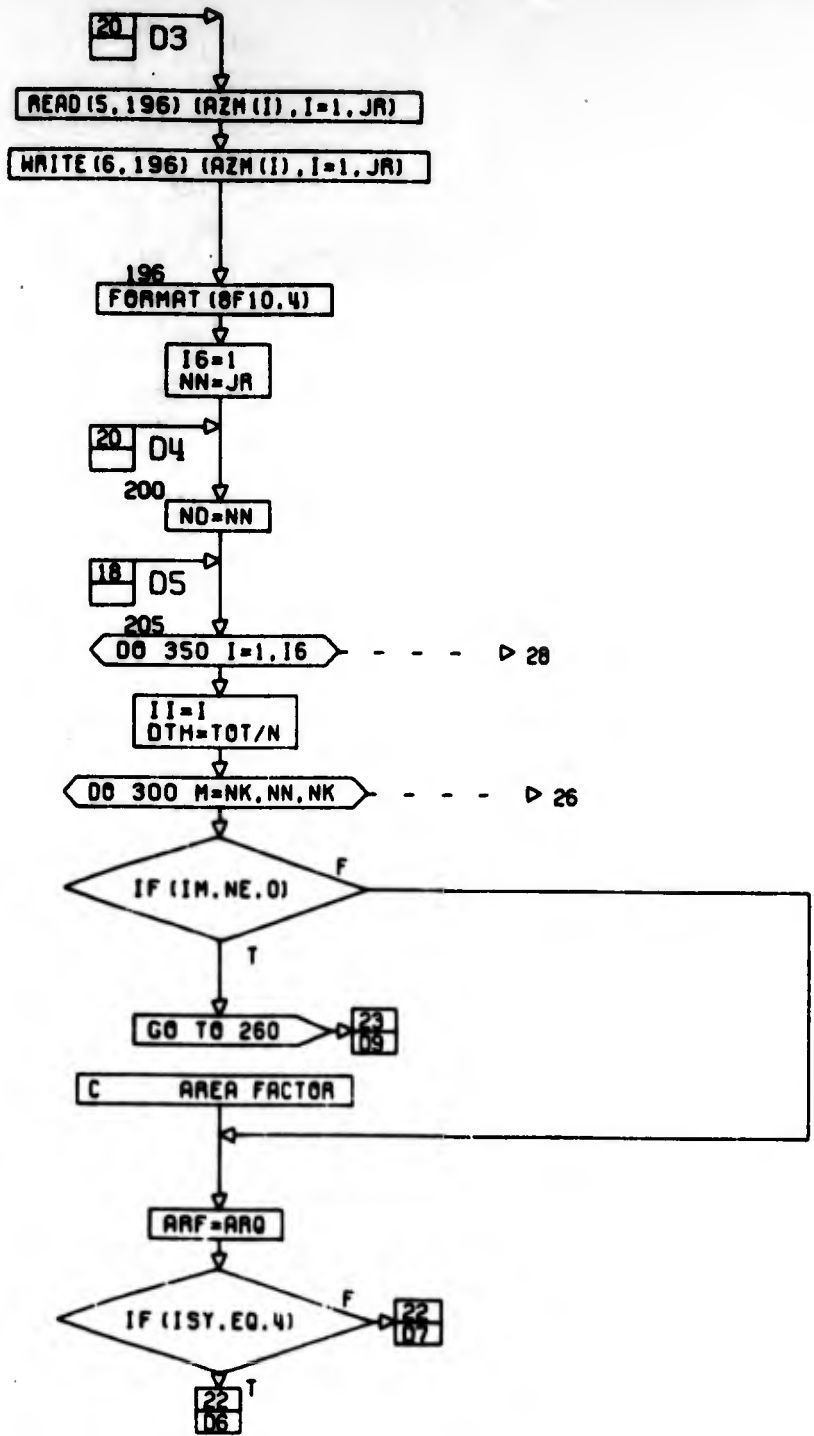 20 D3
READ(5,196) (AZM(I),I=1,JR)
WRITE(6,196) (AZM(I),I=1,JR)
196
FORMAT(8F10.4)
I6=1
NN=JR
20 D4
200
NO=NN
18 D5
205
DO 350 I=1,I6 - - - 28
II=I
DTM=TOT/N
DO 300 M=NK,NN,NK - - - 26
IF(IM.NE.0) F
T
GO TO 260 23
D9
C AREA FACTOR
ARF=ARQ
IF(ISY.EQ.4) F 22
D7
T
22
D6